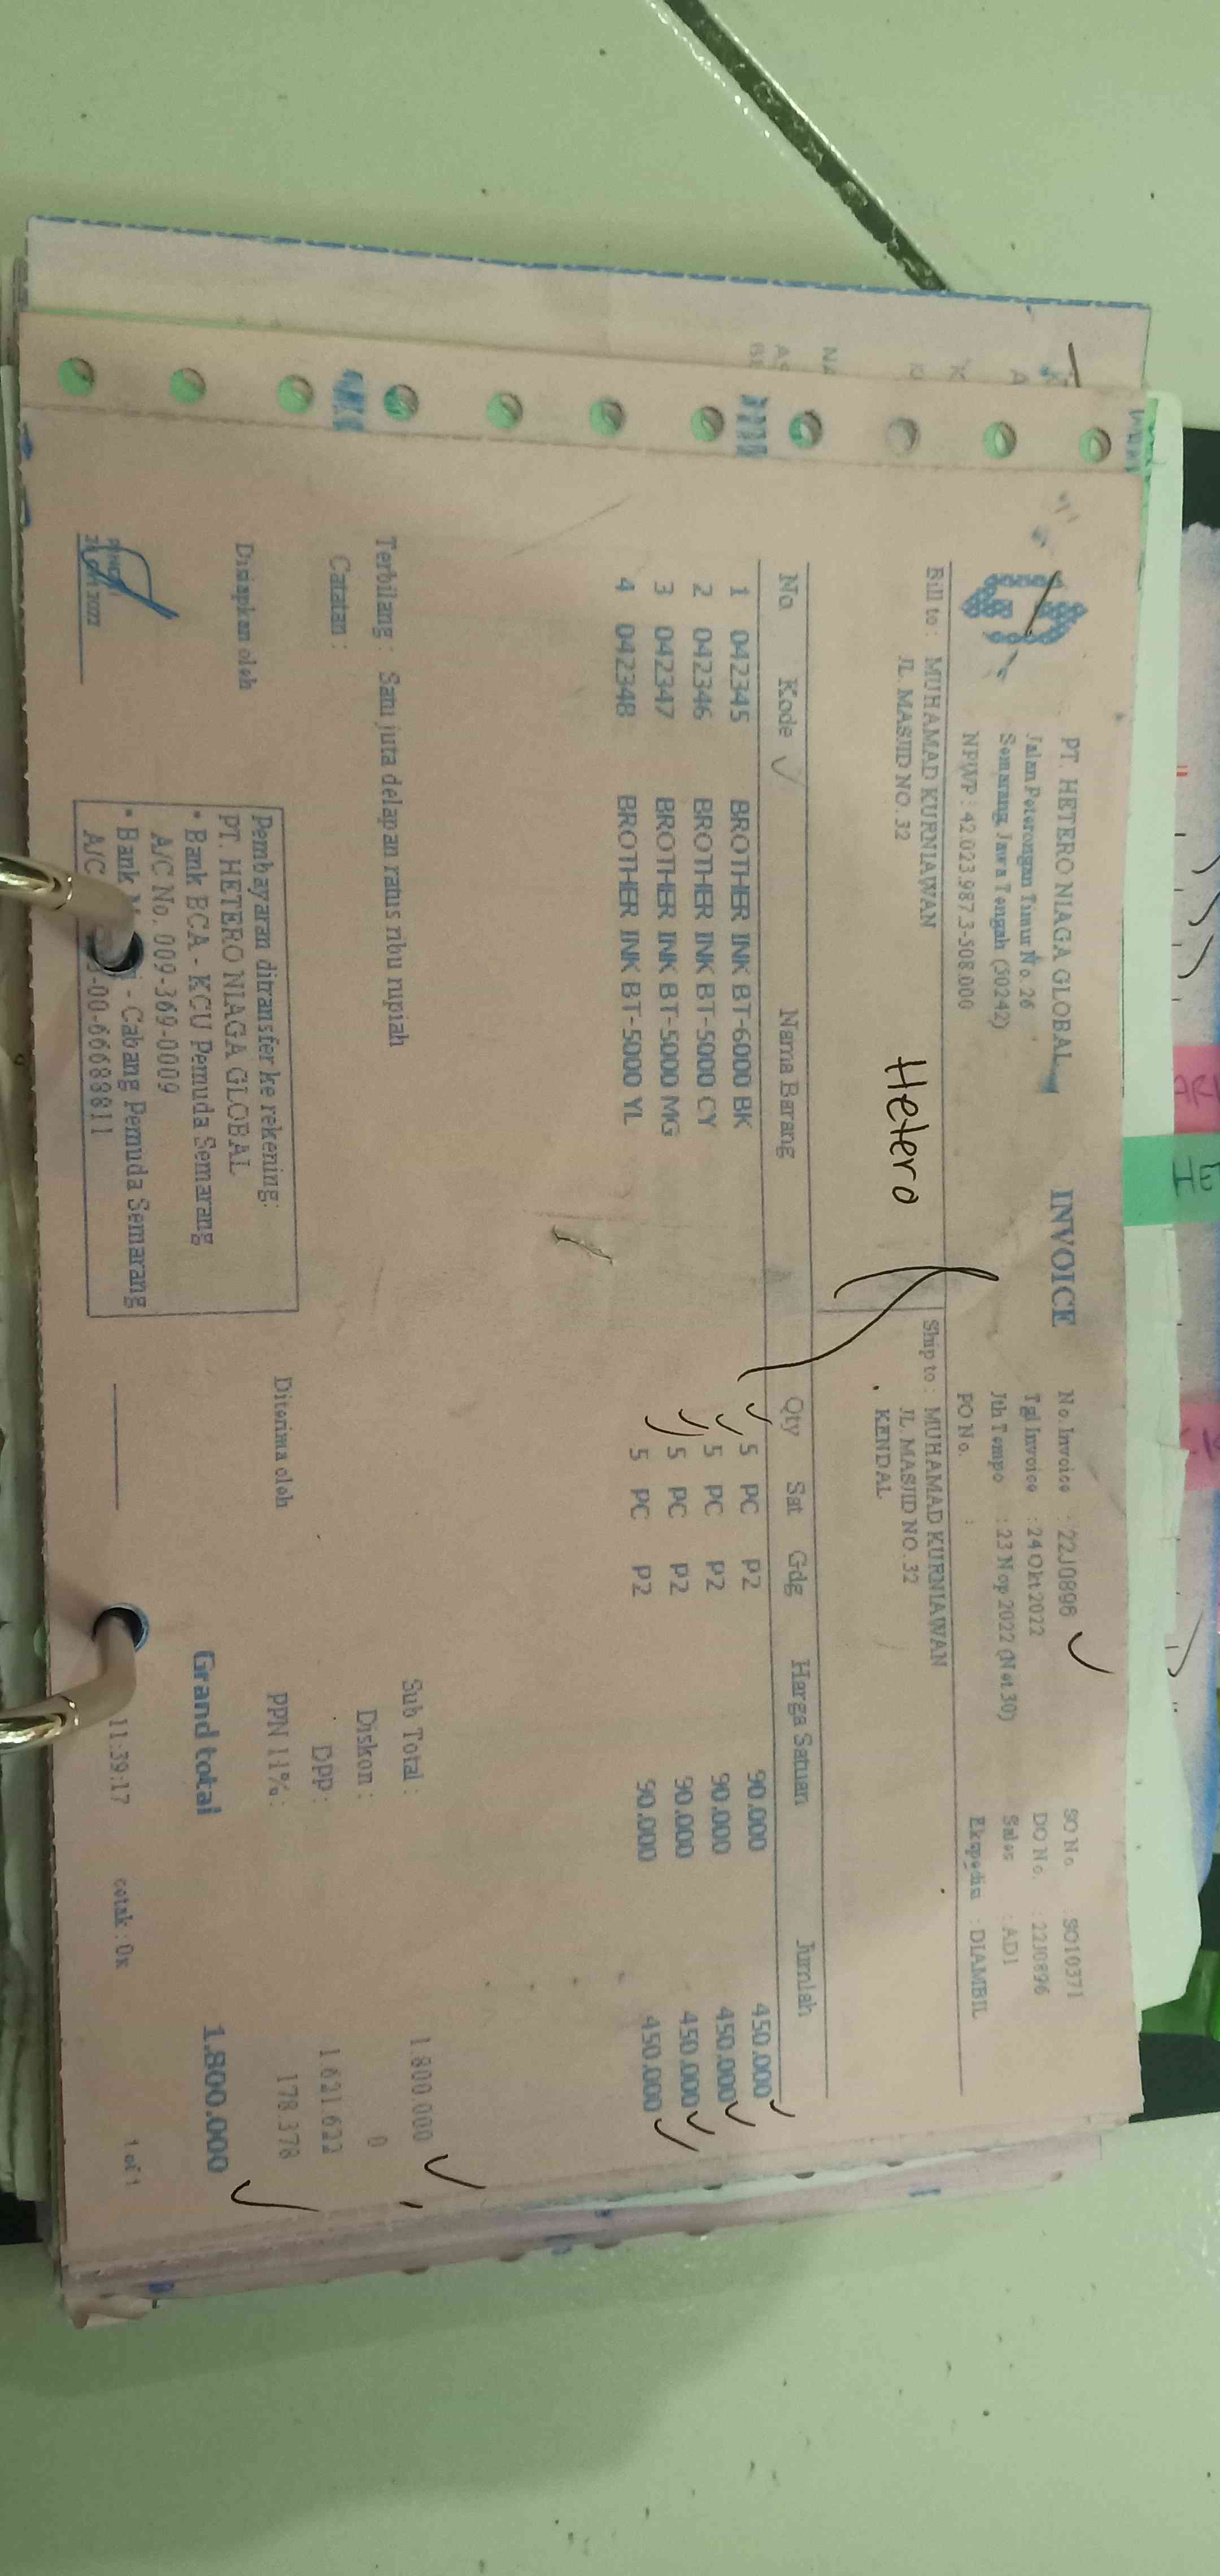 PT. HETERO NIAGA GLOBAL
Jalan Peterongan Timur No. 26
Semarang, Jawa Tengah (50242)
NPWP : 42.023.987.3-508.000
INVOICE
No. Invoice : 22J0896
Tgl Invoice : 24 Okt 2022
Jth Tempo : 23 Nop 2022 (Net 30)
PO No. :
SO No : SO10371
DO No. : 22J0896
Sales : ADI
Ekspedisi : DIAMBIL
Bill to : MUHAMAD KURNIAWAN
JL. MASJID NO. 32
Hetero
Ship to : MUHAMAD KURNIAWAN
JL. MASJID NO. 32
KENDAL
No Kode Nama Barang Qty Sat Gdg Harga Satuan Jumlah
1 042345 BROTHER INK BT-6000 BK 5 PC P2 90.000 450.000
2 042346 BROTHER INK BT-5000 CY 5 PC P2 90.000 450.000
3 042347 BROTHER INK BT-5000 MG 5 PC P2 90.000 450.000
4 042348 BROTHER INK BT-5000 YL 5 PC P2 90.000 450.000
Terbilang : Satu juta delapan ratus ribu rupiah
Catatan :
Sub Total : 1.800.000
Diskon : 0
DPP : 1.621.622
PPN 11% : 178.378
Grand total 1.800.000
Disiapkan oleh
Pembayaran ditransfer ke rekening:
PT. HETERO NIAGA GLOBAL
* Bank BCA - KCU Pemuda Semarang
A/C No. 009-369-0009
* Bank - Cabang Pemuda Semarang
A/C -00-6668811
Diterima oleh
2022
11:39:17 cetak : 0x 1 of 1
HE